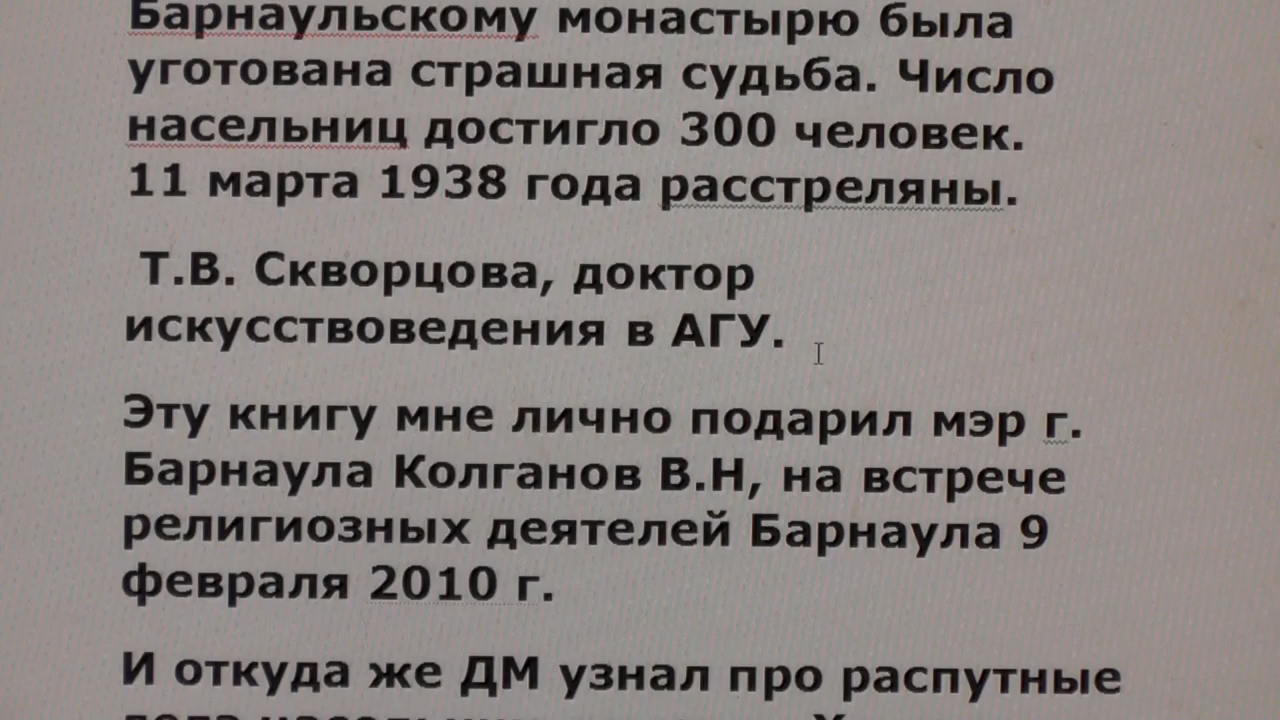 Барнаульскому монастырю была
уготована страшная судьба. Число
насельниц достигло 300 человек.
11 марта 1938 года расстреляны.
Т.В. Скворцова, доктор
искусствоведения в АГУ.
Эту книгу мне лично подарил мэр г.
Барнаула Колганов В.Н, на встрече
религиозных деятелей Барнаула 9
февраля 2010 г.
И откуда же ДМ узнал про распутные